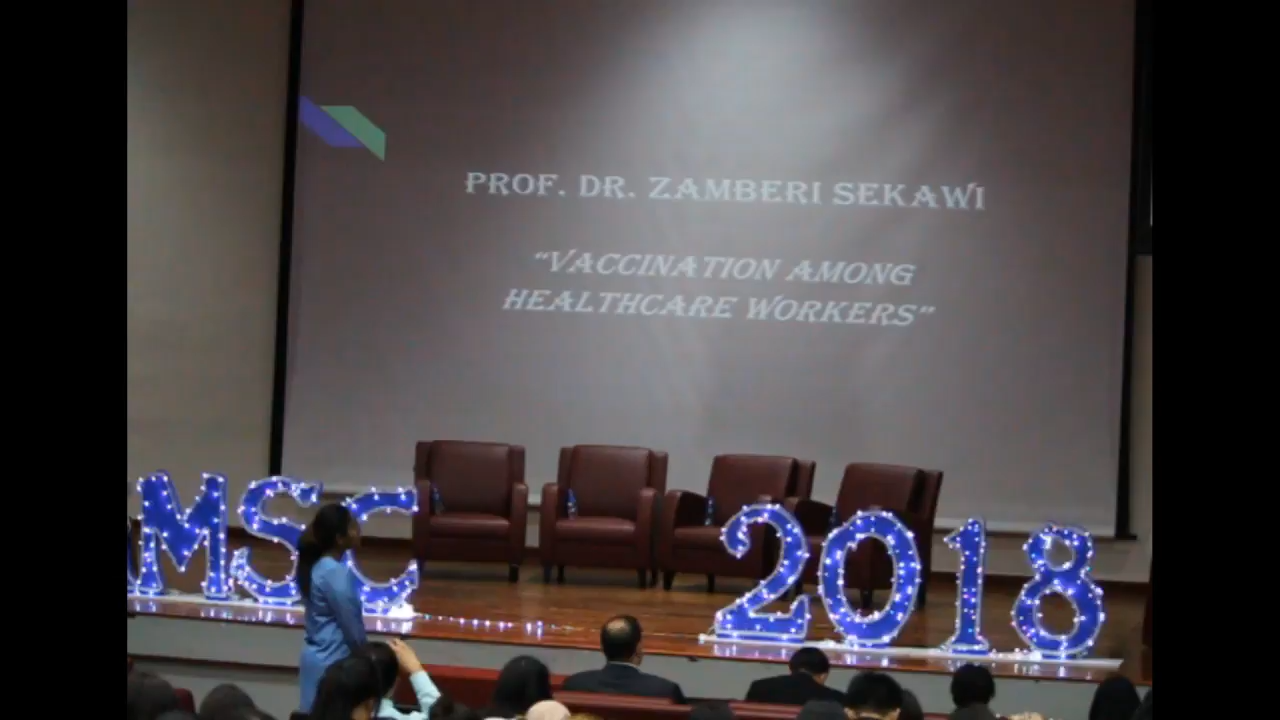 PROF. DR. ZAMBERI SEKAWI
“VACCINATION AMONG
HEALTHCARE WORKERS”
MSC 2018